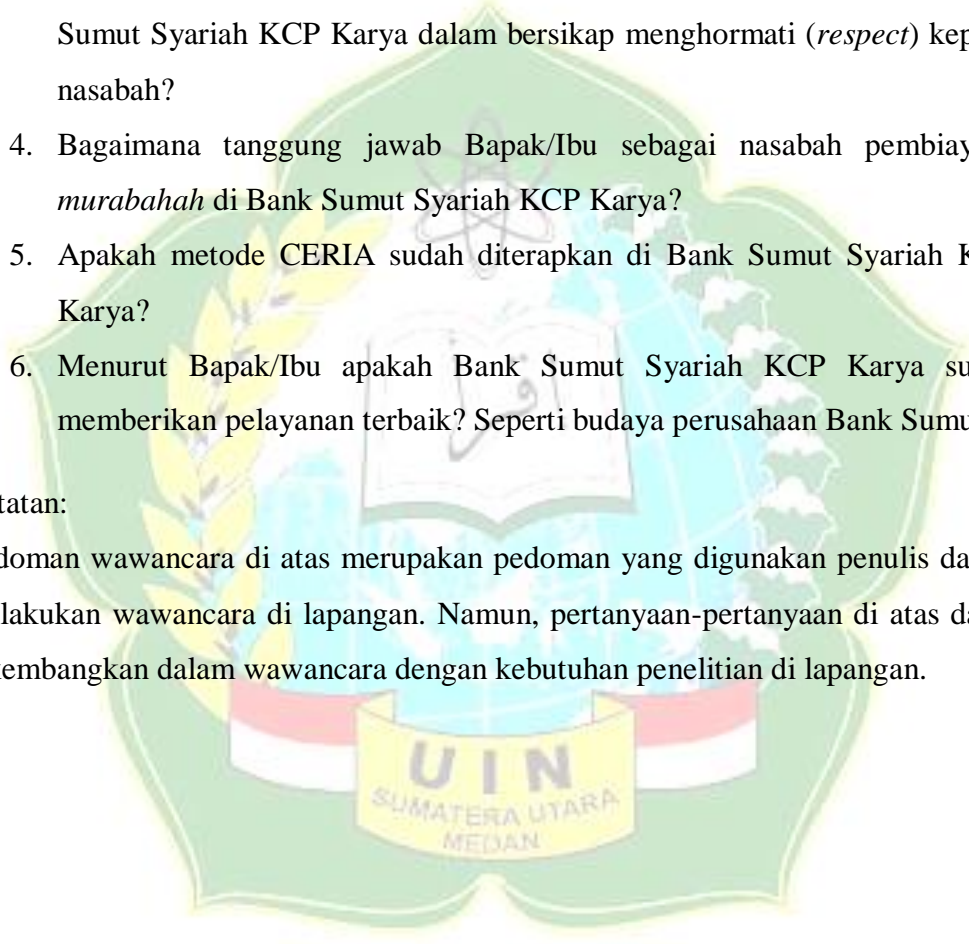 Sumut Syariah KCP Karya dalam bersikap menghormati (respect) kep
nasabah?
4. Bagaimana tanggung jawab Bapak/Ibu sebagai nasabah pembiay
murabahah di Bank Sumut Syariah KCP Karya?
5. Apakah metode CERIA sudah diterapkan di Bank Sumut Syariah K
Karya?
6. Menurut Bapak/Ibu apakah Bank Sumut Syariah KCP Karya su
memberikan pelayanan terbaik? Seperti budaya perusahaan Bank Sumu
tatan:
doman wawancara di atas merupakan pedoman yang digunakan penulis da
lakukan wawancara di lapangan. Namun, pertanyaan-pertanyaan di atas da
kembangkan dalam wawancara dengan kebutuhan penelitian di lapangan.
UIN
SUMATERA UTARA
MEDAN